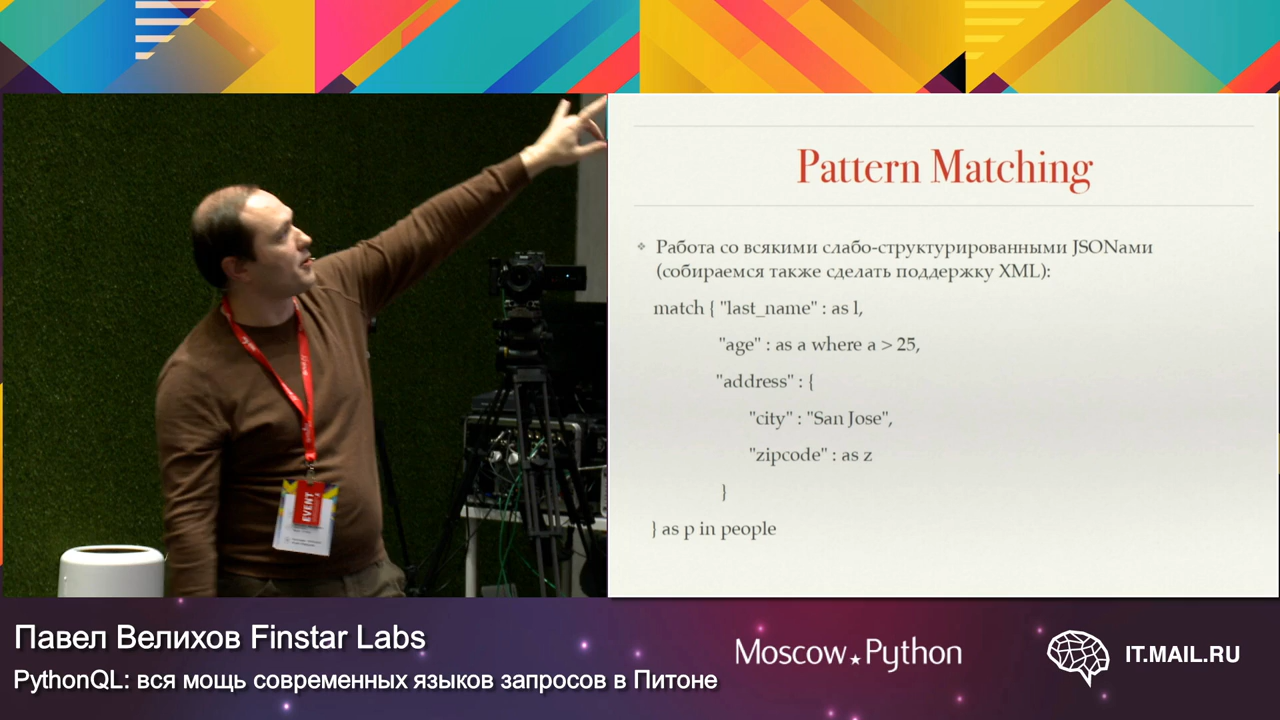 EVENT
Pattern Matching
Работа со всякими слабо-структурированными JSONами
(собираемся также сделать поддержку XML):
match { "last_name" : as l,
"age" : as a where a > 25,
"address" : {
"city" : "San Jose",
"zipcode" : as z
}
} as p in people
Павел Велихов Finstar Labs
PythonQL: вся мощь современных языков запросов в Питоне
Moscow Python
IT.MAIL.RU